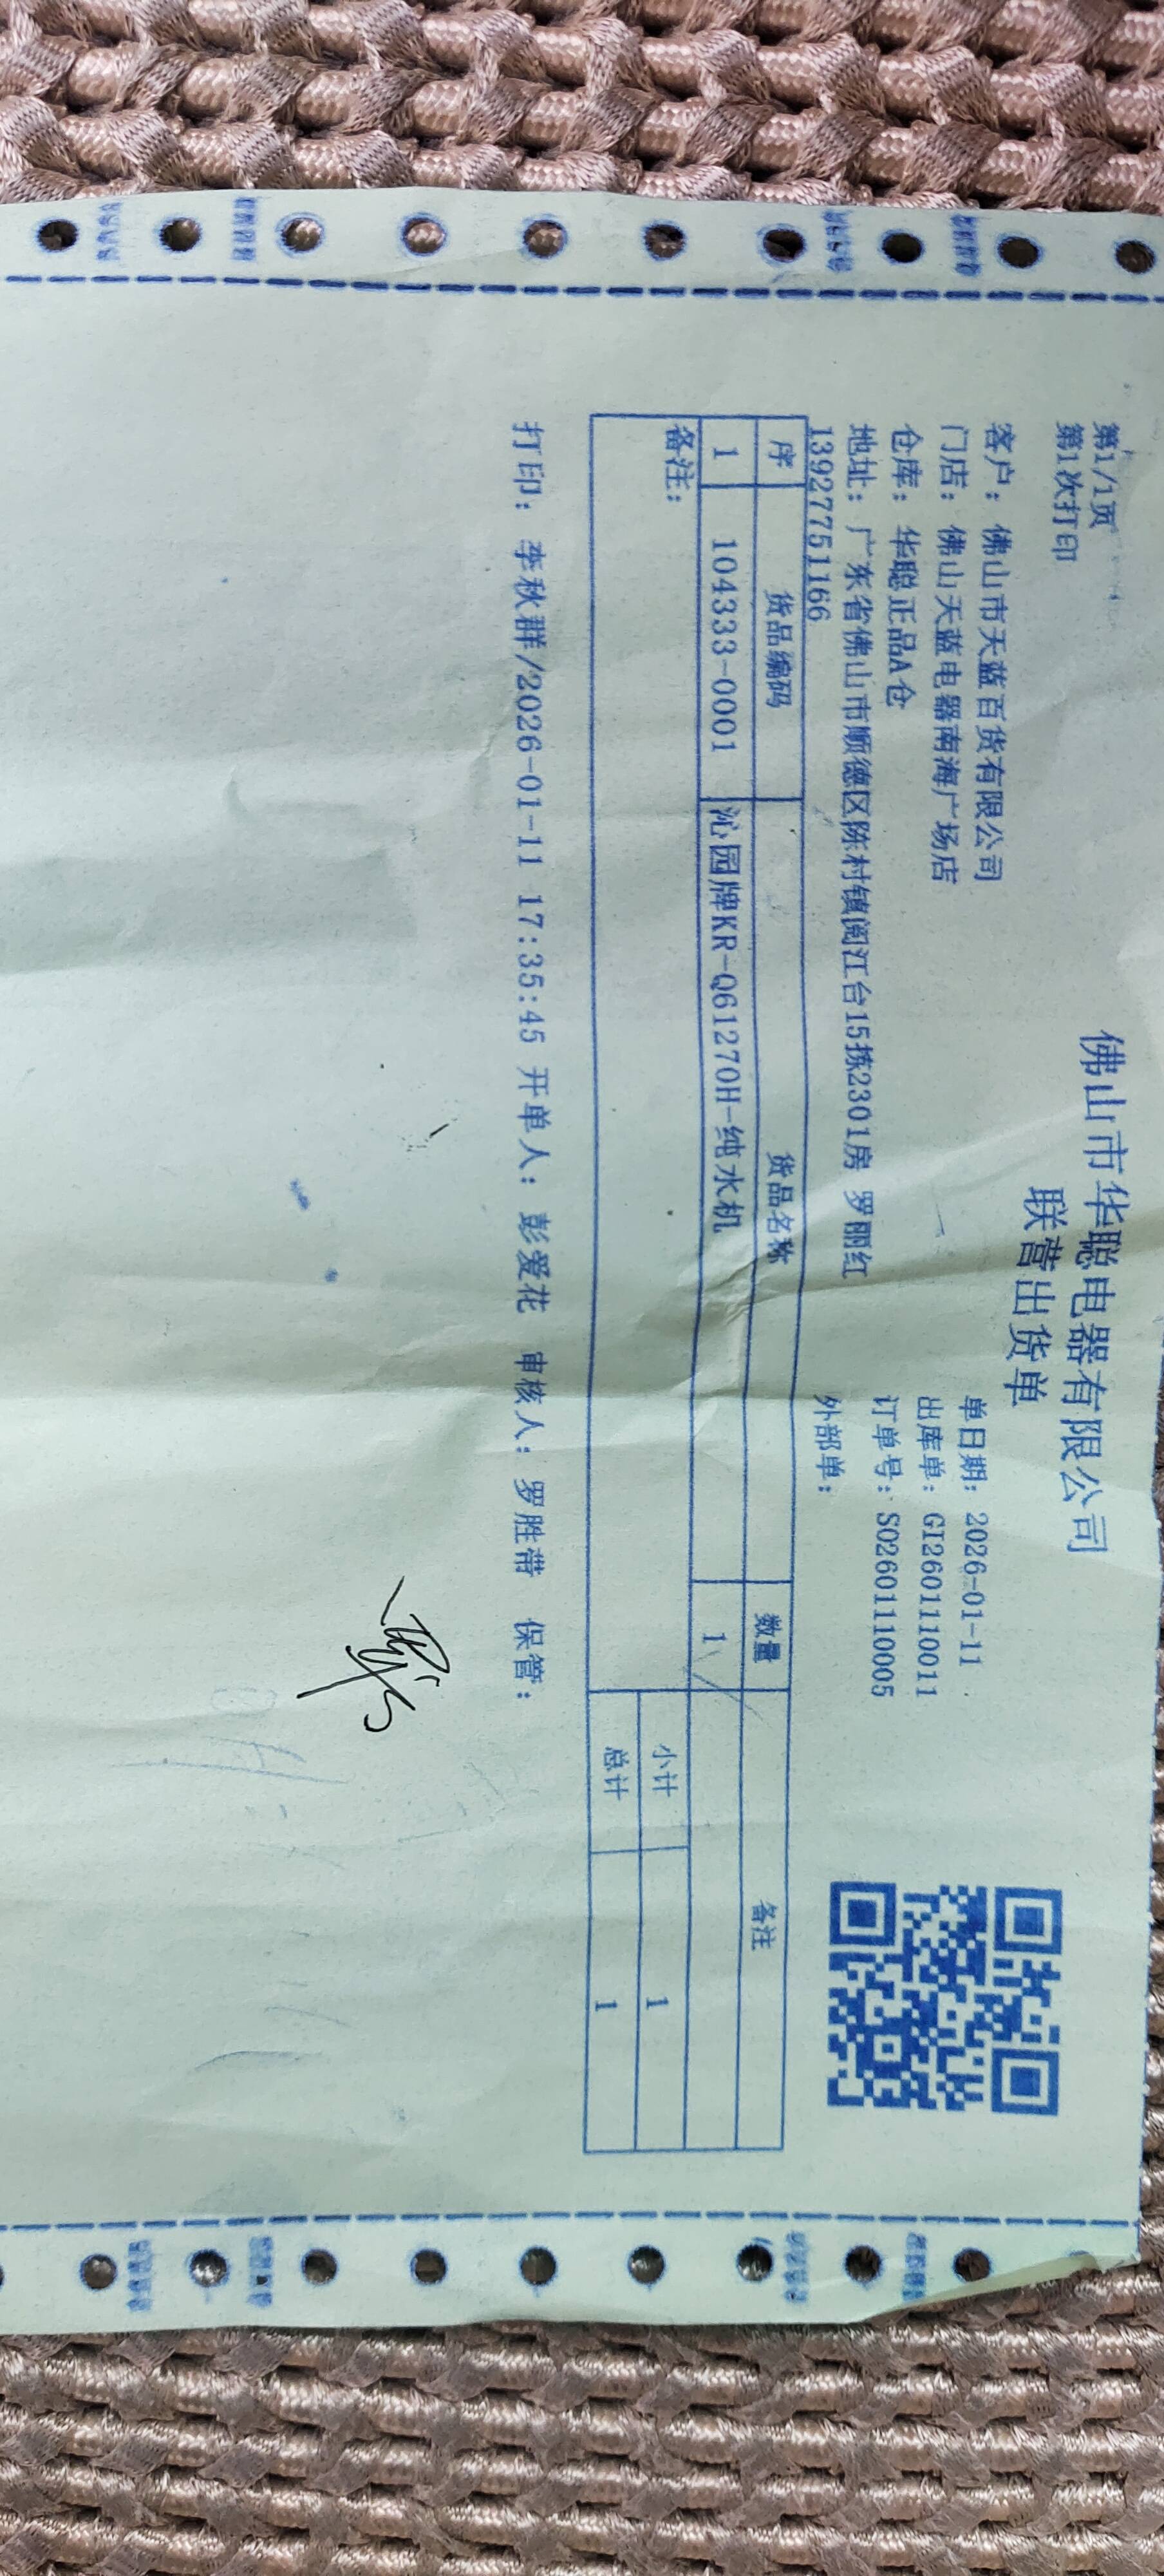 佛山市华聪电器有限公司
联营出货单
第1/1页
第1次打印
客户：佛山市天蓝百货有限公司
单日期：2026-01-11
门店：佛山天蓝电器南海广场店
出库单：GI2601110011
仓库：华聪正品A仓
订单号：SO2601110005
地址：广东省佛山市顺德区陈村镇阅江台15栋2301房 罗丽红
外部单：
13927751166
序 货品编码 货品名称 数量 备注
1 104333-0001 沁园牌KR-Q61270H-纯水机 1
备注：
小计 1
总计 1
打印：李秋群/2026-01-11 17:35:45 开单人：彭爱花 审核人：罗胜带 保管：